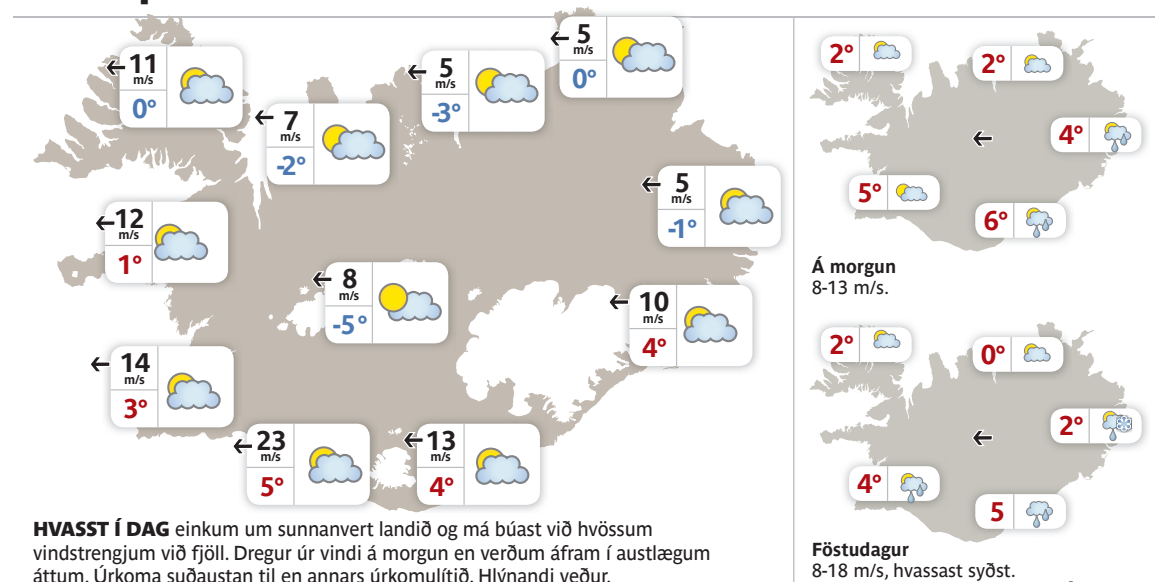 5
m/s
0°
11
m/s
0°
5
m/s
-3°
7
m/s
-2°
5
m/s
-1°
12
m/s
1°
8
m/s
-5°
10
m/s
4°
14
m/s
3°
23
m/s
5°
13
m/s
4°
HVASST Í DAG einkum um sunnanvert landið og má búast við hvössum
vindstrengjum við fjöll. Dregur úr vindi á morgun en verðum áfram í austlægum
áttum. Úrkoma suðaustan til en annars úrkomulítið. Hlýnandi veður.
2°
2°
4°
5°
6°
Á morgun
8-13 m/s.
2°
0°
2°
4°
5
Föstudagur
8-18 m/s, hvassast syðst.